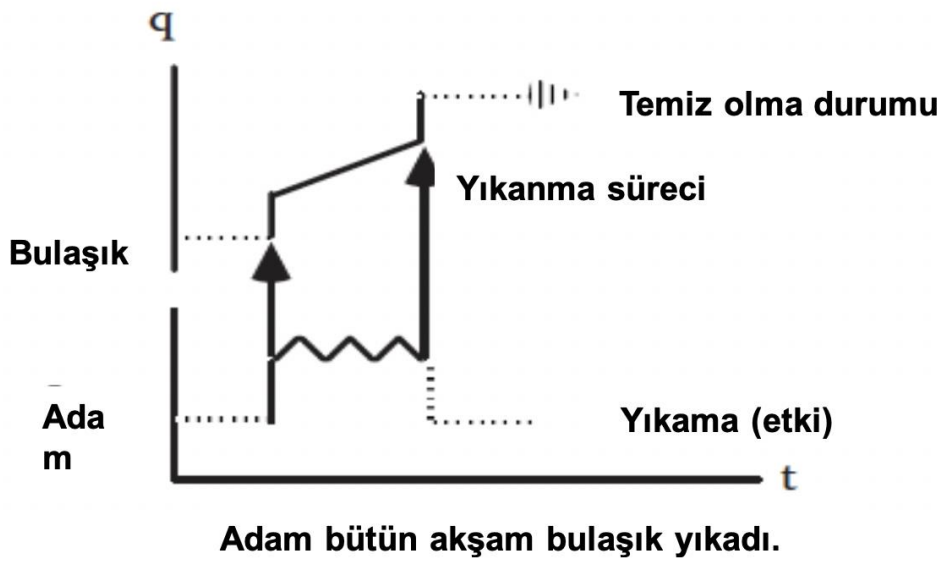 q
Temiz olma durumu
Yıkanma süreci
Bulaşık
Ada
m
Yıkama (etki)
t
Adam bütün akşam bulaşık yıkadı.